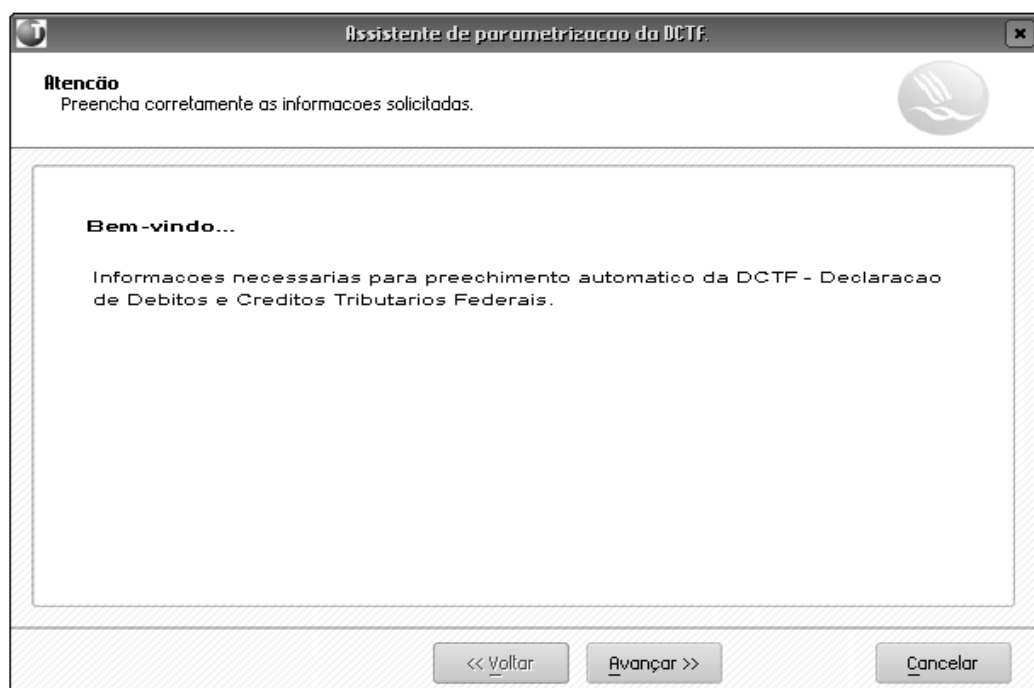 Assistente de parametrizacao da DCTF.
Atencão
Preencha corretamente as informacoes solicitadas.
Bem-vindo...
Informacoes necessarias para preechimento automatico da DCTF - Declaracao
de Debitos e Creditos Tributarios Federais.
<< Voltar
Avançar >>
Cancelar